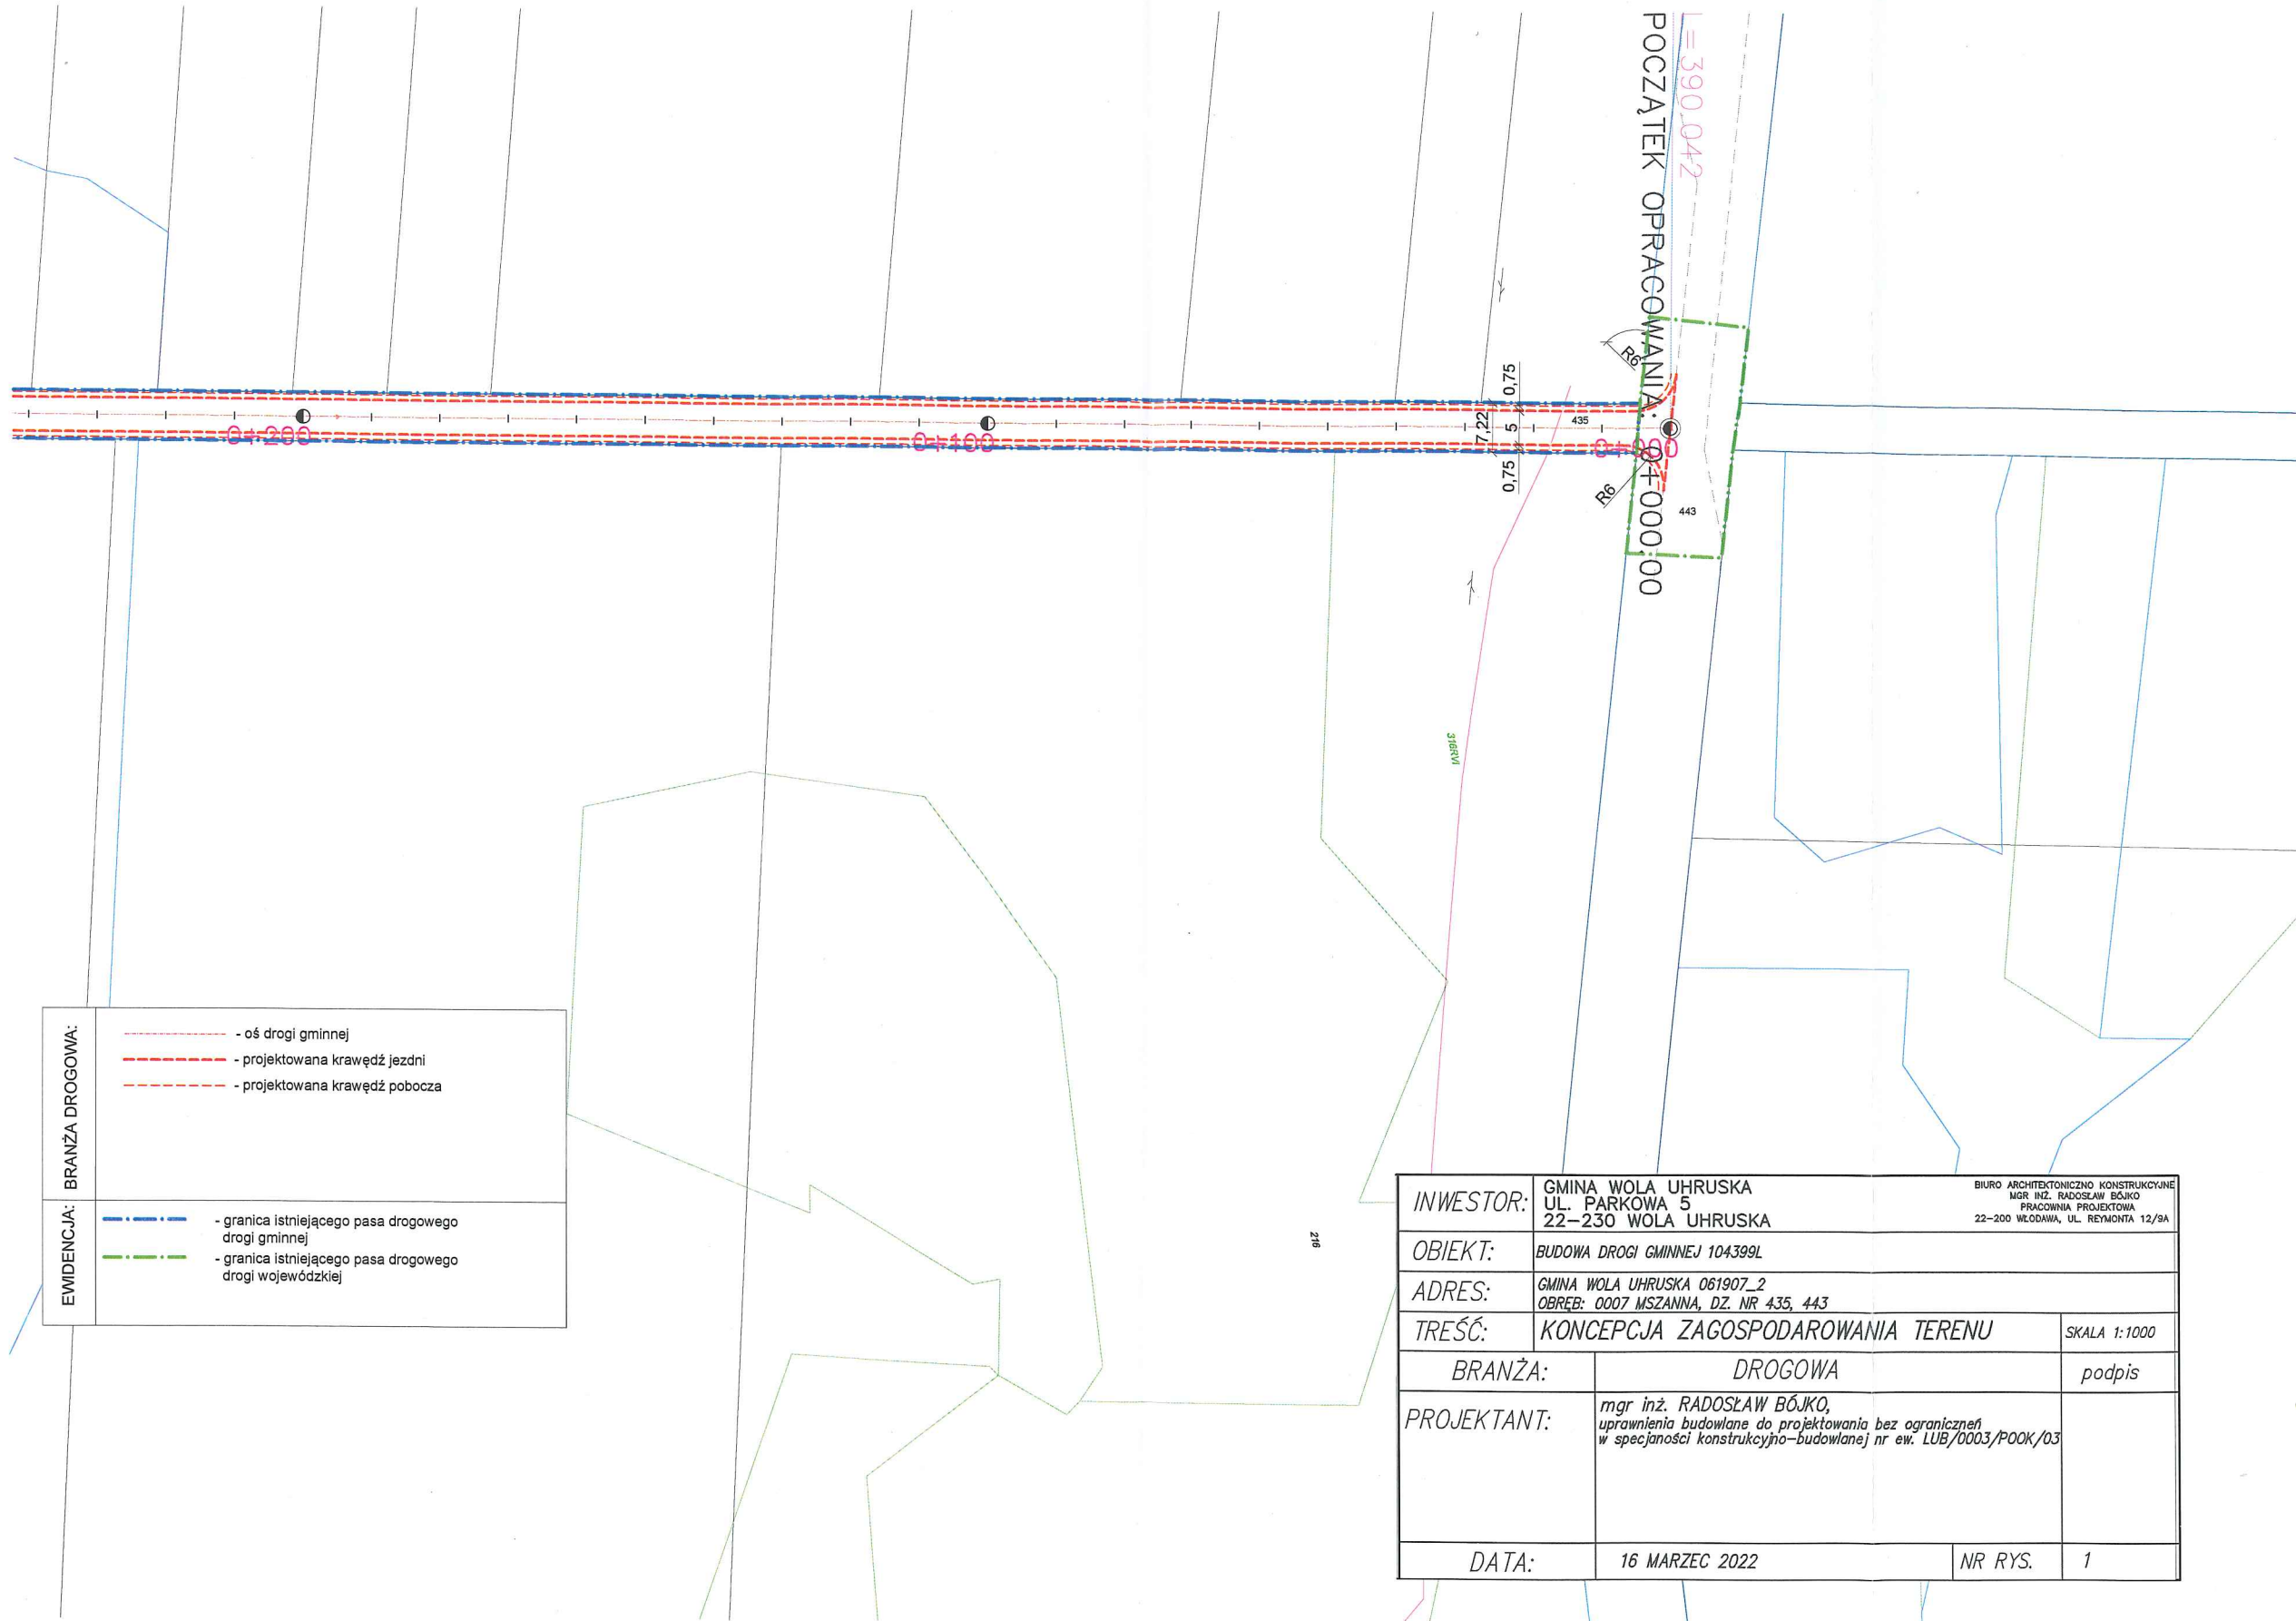 L=390,042
POCZĄTEK OPRACOWANIA: 0+000,00
R6
0,75
7,22
5
0,75
435
R6
443
0+000
0+100
0+200
316RVI
216
BRANŻA DROGOWA:
- oś drogi gminnej
- projektowana krawędź jezdni
- projektowana krawędź pobocza
EWIDENCJA:
- granica istniejącego pasa drogowego
drogi gminnej
- granica istniejącego pasa drogowego
drogi wojewódzkiej
INWESTOR:
GMINA WOLA UHRUSKA
UL. PARKOWA 5
22-230 WOLA UHRUSKA
BIURO ARCHITEKTONICZNO KONSTRUKCYJNE
MGR INŻ. RADOSŁAW BÓJKO
PRACOWNIA PROJEKTOWA
22-200 WŁODAWA, UL. REYMONTA 12/9A
OBIEKT:
BUDOWA DROGI GMINNEJ 104399L
ADRES:
GMINA WOLA UHRUSKA 061907_2
OBRĘB: 0007 MSZANNA, DZ. NR 435, 443
TREŚĆ:
KONCEPCJA ZAGOSPODAROWANIA TERENU
SKALA 1:1000
BRANŻA:
DROGOWA
podpis
PROJEKTANT:
mgr inż. RADOSŁAW BÓJKO,
uprawnienia budowlane do projektowania bez ograniczneń
w specjaności konstrukcyjno-budowlanej nr ew. LUB/0003/POOK/03
DATA:
16 MARZEC 2022
NR RYS.
1